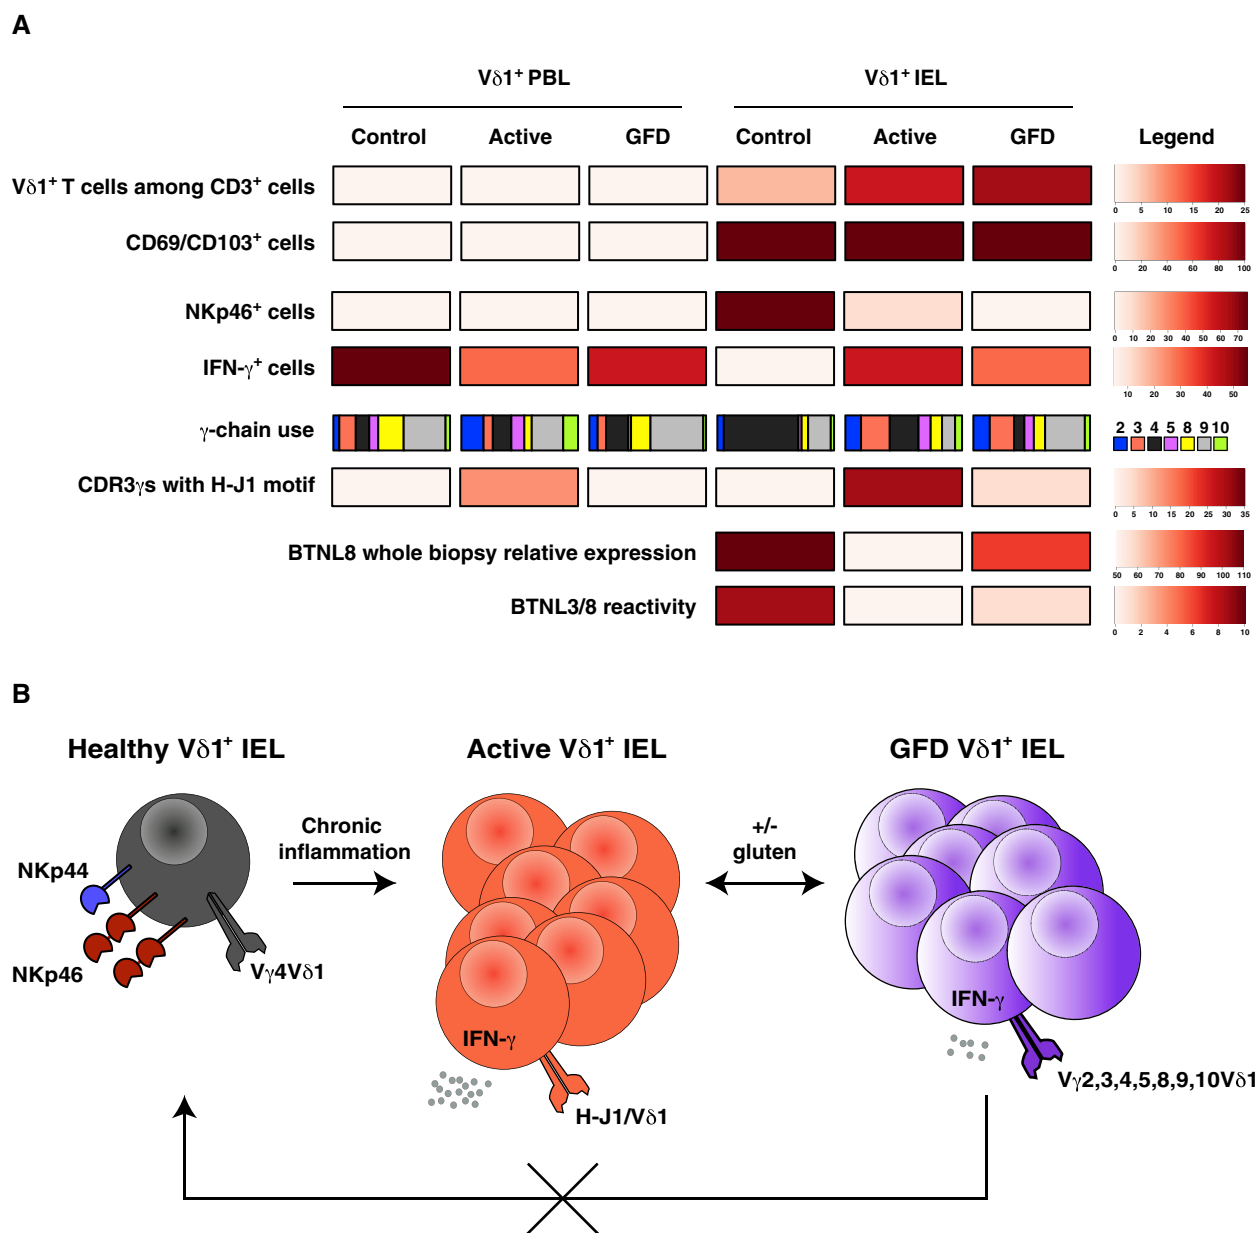 A
Vδ1⁺ PBL
Vδ1⁺ IEL
Control Active GFD Control Active GFD Legend
Vδ1⁺ T cells among CD3⁺ cells
0 5 10 15 20 25
CD69/CD103⁺ cells
0 20 40 60 80 100
NKp46⁺ cells
0 10 20 30 40 50 60 70
IFN-γ⁺ cells
10 20 30 40 50
γ-chain use
2 3 4 5 8 9 10
CDR3γs with H-J1 motif
0 5 10 15 20 25 30 35
BTNL8 whole biopsy relative expression
50 60 70 80 90 100 110
BTNL3/8 reactivity
0 2 4 6 8 10
B
Healthy Vδ1⁺ IEL
Active Vδ1⁺ IEL
GFD Vδ1⁺ IEL
Chronic
inflammation
+/-
gluten
NKp44
NKp46
Vγ4Vδ1
IFN-γ
H-J1/Vδ1
IFN-γ
Vγ2,3,4,5,8,9,10Vδ1